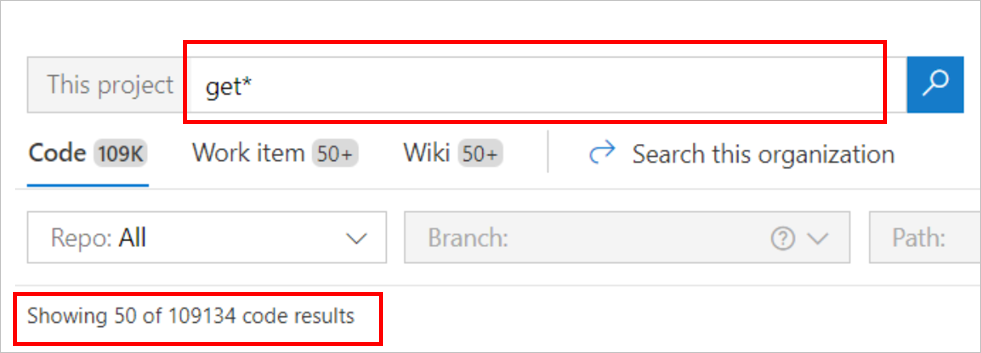 This project get*
Code 109K Work item 50+ Wiki 50+ Search this organization
Repo: All Branch: ? Path:
Showing 50 of 109134 code results